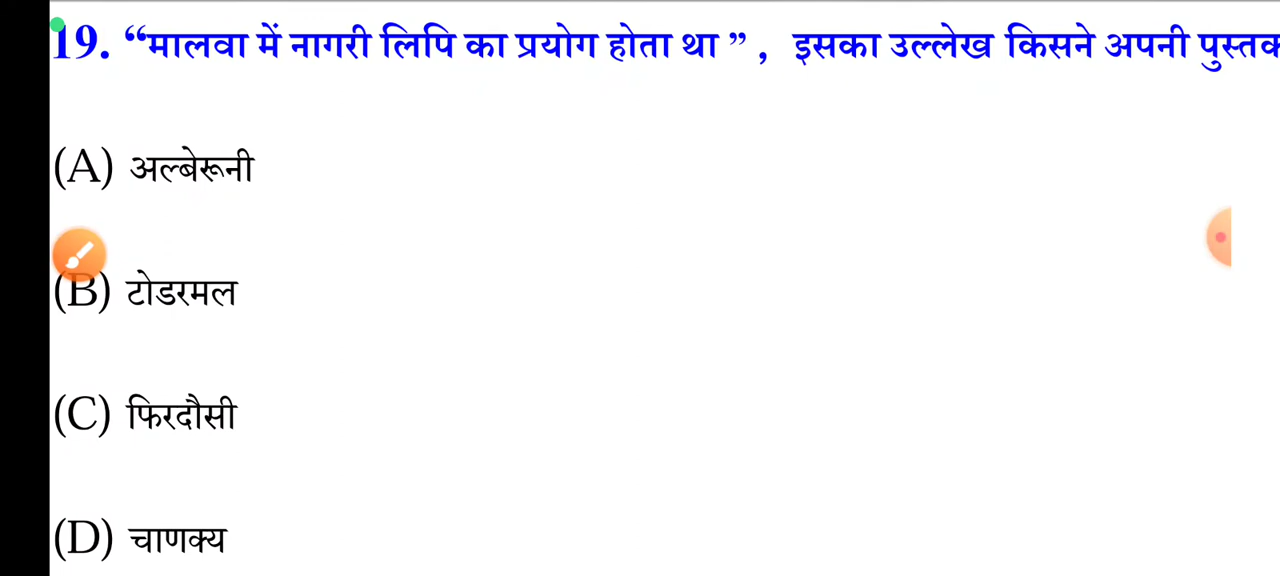 19. “मालवा में नागरी लिपि का प्रयोग होता था ” , इसका उल्लेख किसने अपनी पुस्तक
(A) अल्बेरूनी
(B) टोडरमल
(C) फिरदौसी
(D) चाणक्य